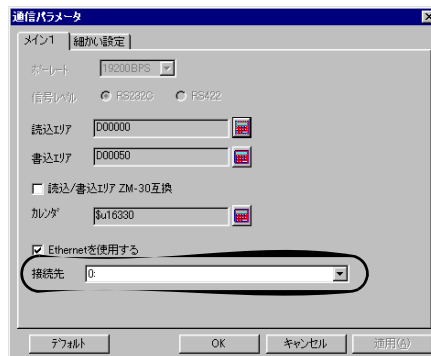 通信パラメータ
メイン1 細かい設定
ボーレート 19200BPS
信号レベル RS232C RS422
読込エリア D00000
書込エリア D00050
読込/書込エリア ZM-30互換
カレンダ $u16330
Ethernetを使用する
接続先 0:
デフォルト OK キャンセル 適用(A)